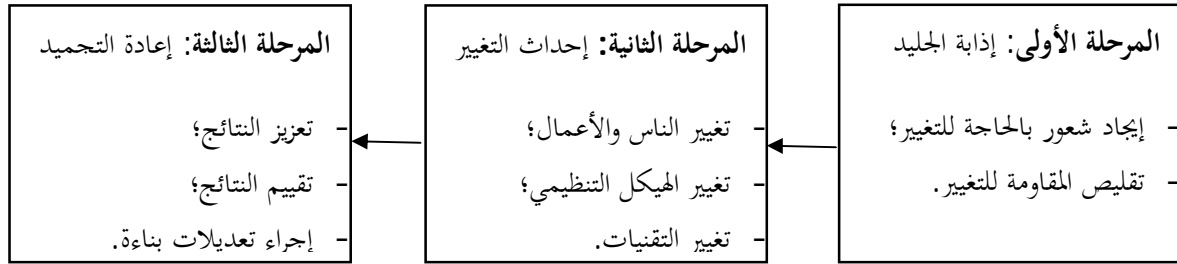 المرحلة الأولى: إذابة الجليد
- إيجاد شعور بالحاجة للتغيير؛
- تقليص المقاومة للتغيير.
المرحلة الثانية: إحداث التغيير
- تغيير الناس والأعمال؛
- تغيير الهيكل التنظيمي؛
- تغيير التقنيات.
المرحلة الثالثة: إعادة التجميد
- تعزيز النتائج؛
- تقييم النتائج؛
- إجراء تعديلات بناءة.